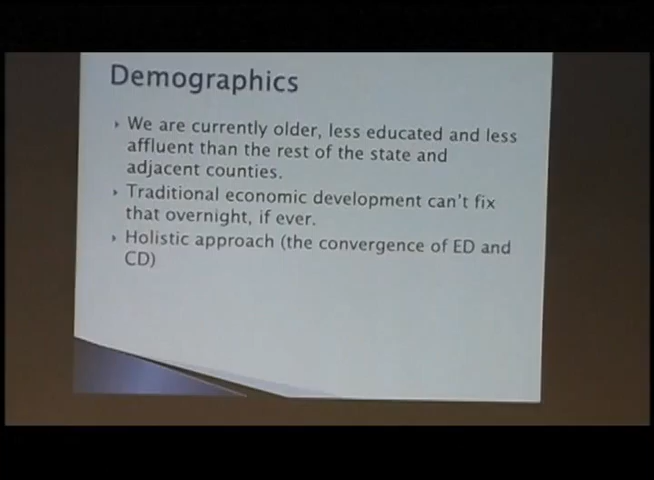 Demographics
We are currently older, less educated and less
affluent than the rest of the state and
adjacent counties.
Traditional economic development can't fix
that overnight, if ever.
Holistic approach (the convergence of ED and
CD)